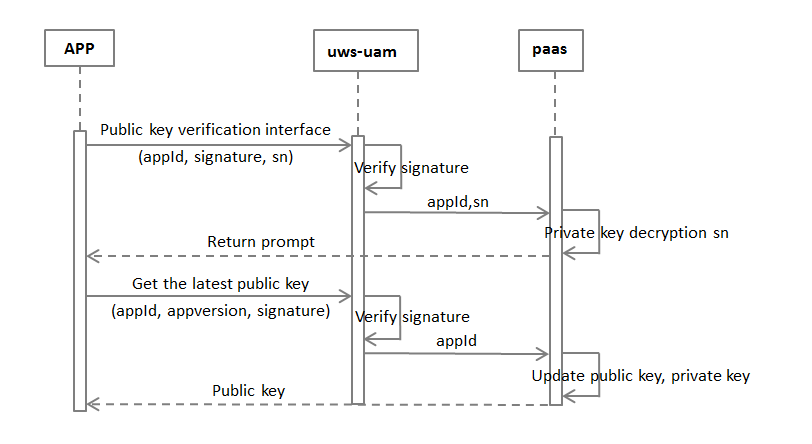 APP
uws-uam
paas
Public key verification interface
(appId, signature, sn)
Verify signature
appId,sn
Private key decryption sn
Return prompt
Get the latest public key
(appId, appversion, signature)
Verify signature
appId
Update public key, private key
Public key